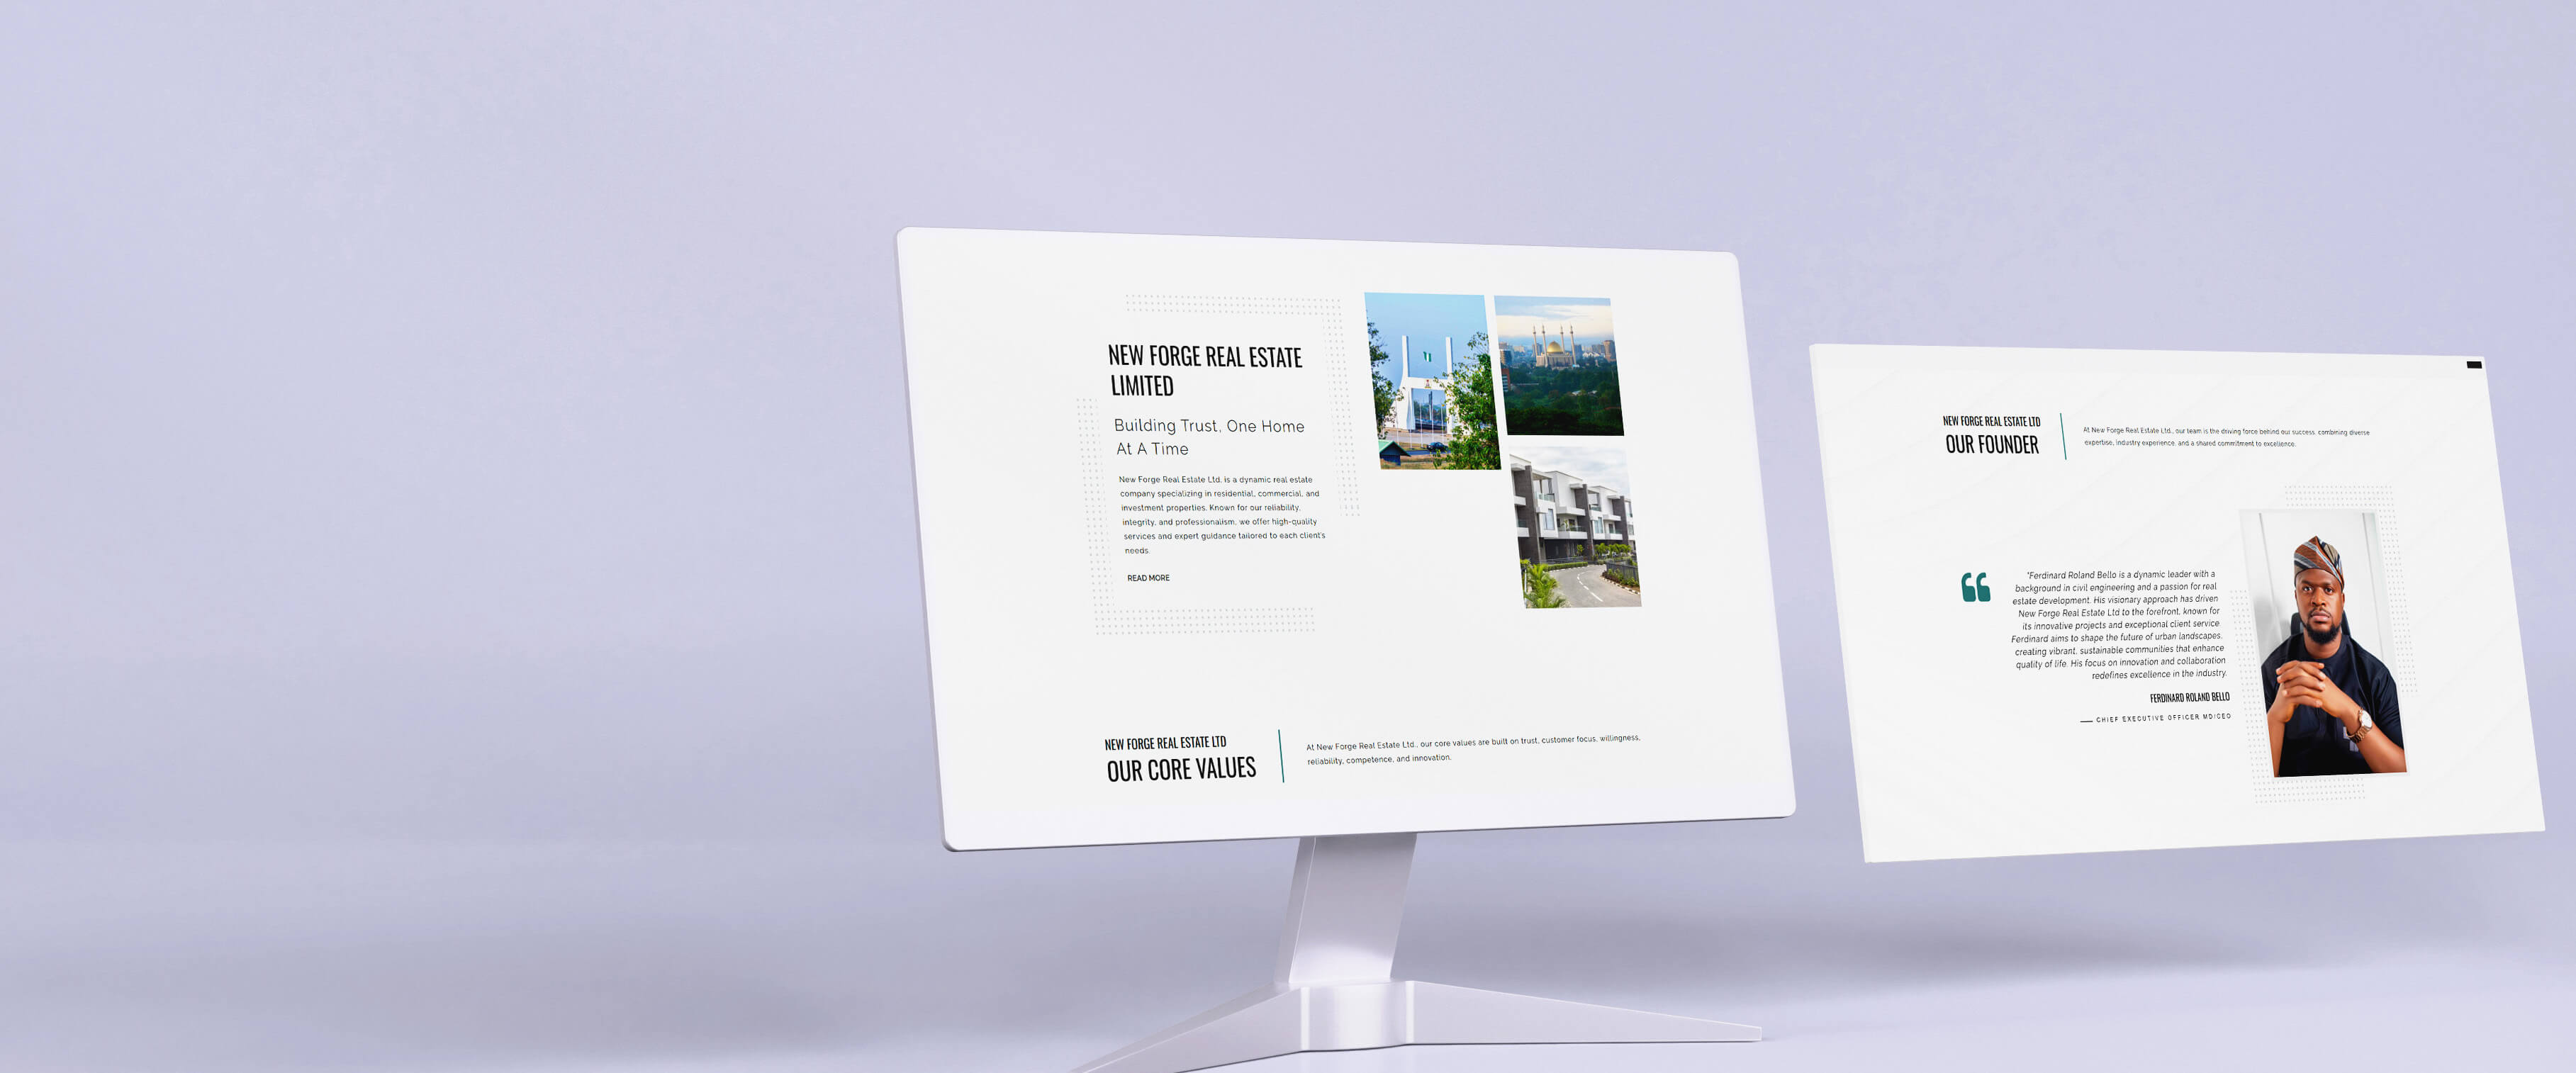 NEW FORGE REAL ESTATE
LIMITED
Building Trust, One Home
At A Time
New Forge Real Estate Ltd. is a dynamic real estate
company specializing in residential, commercial, and
investment properties. Known for our reliability,
integrity, and professionalism, we offer high-quality
services and expert guidance tailored to each client's
needs.
READ MORE
NEW FORGE REAL ESTATE LTD
OUR CORE VALUES
At New Forge Real Estate Ltd., our core values are built on trust, customer focus, willingness,
reliability, competence, and innovation.
NEW FORGE REAL ESTATE LTD
OUR FOUNDER
At New Forge Real Estate Ltd., our team is the driving force behind our success, combining diverse
expertise, industry experience, and a shared commitment to excellence.
"Ferdinard Roland Bello is a dynamic leader with a
background in civil engineering and a passion for real
estate development. His visionary approach has driven
New Forge Real Estate Ltd to the forefront, known for
its innovative projects and exceptional client service
Ferdinard aims to shape the future of urban landscapes,
creating vibrant, sustainable communities that enhance
quality of life. His focus on innovation and collaboration
redefines excellence in the industry.
FERDINARD ROLAND BELLO
CHIEF EXECUTIVE OFFICER MD/CEO